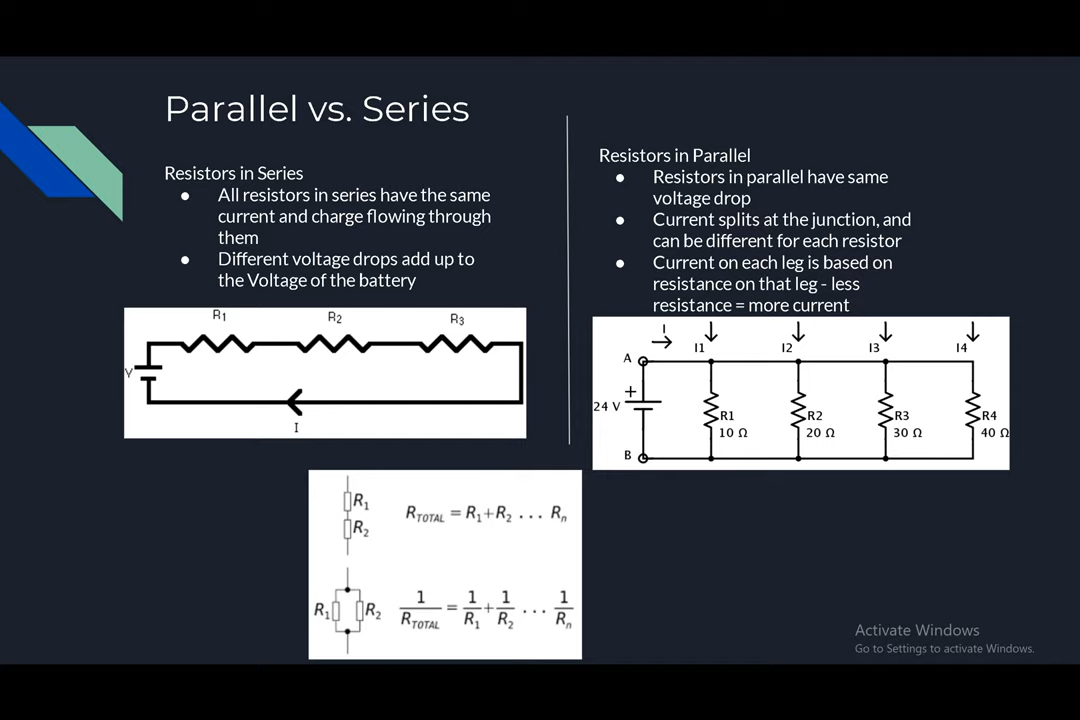 Parallel vs. Series
Resistors in Series
● All resistors in series have the same
current and charge flowing through
them
● Different voltage drops add up to
the Voltage of the battery
R1 R2 R3
V
I
Resistors in Parallel
● Resistors in parallel have same
voltage drop
● Current splits at the junction, and
can be different for each resistor
● Current on each leg is based on
resistance on that leg - less
resistance = more current
I
I1 I2 I3 I4
A
+
24 V
R1 R2 R3 R4
10 Ω 20 Ω 30 Ω 40 Ω
B
R₁
R₂
R_TOTAL = R₁+R₂ ... Rₙ
R₁ R₂
1/R_TOTAL = 1/R₁ + 1/R₂ ... 1/Rₙ
Activate Windows
Go to Settings to activate Windows.